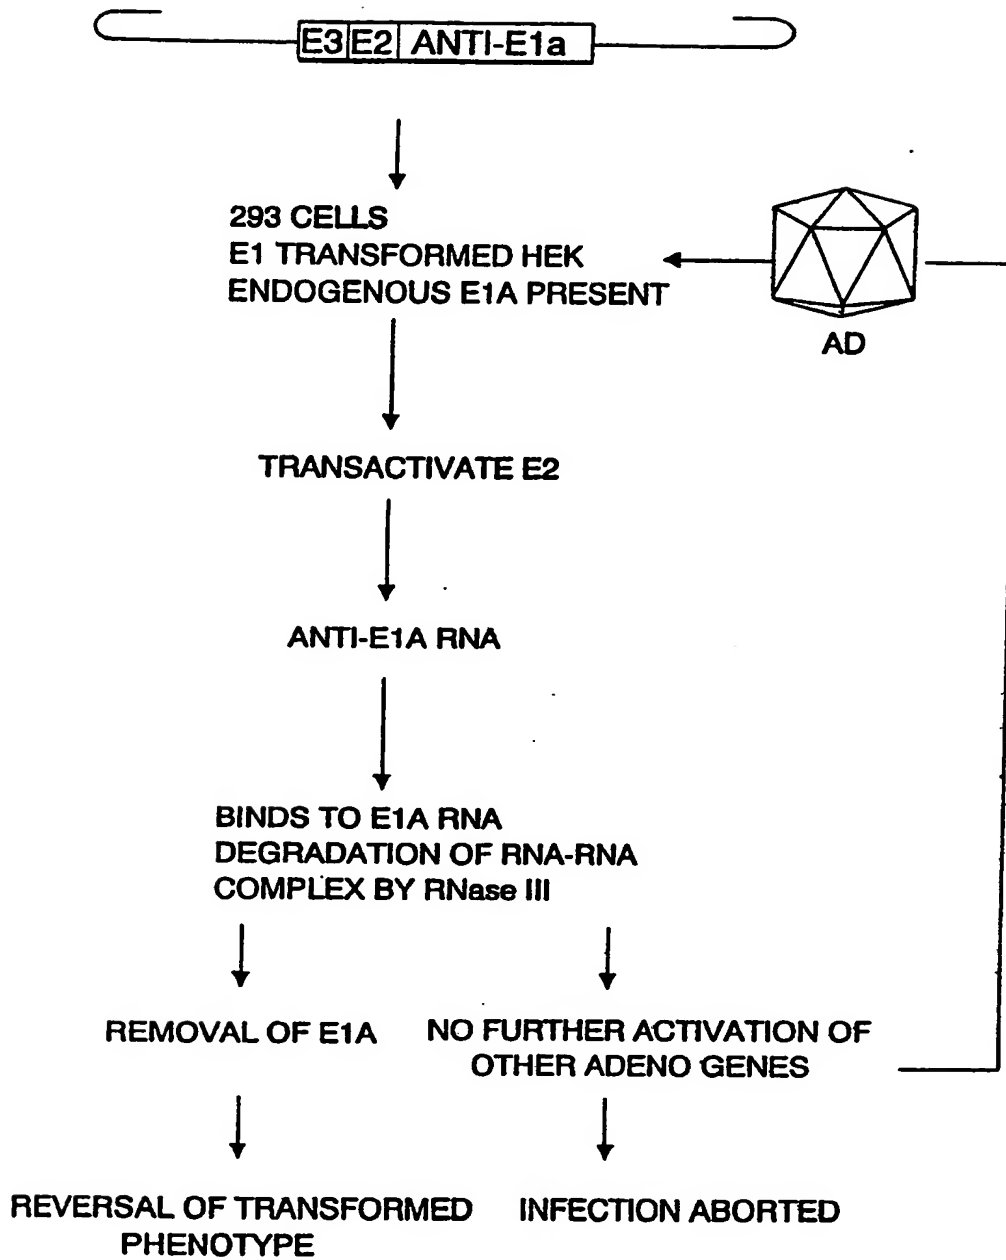 E3 E2 ANTI-E1a
293 CELLS
E1 TRANSFORMED HEK
ENDOGENOUS E1A PRESENT
AD
TRANSACTIVATE E2
ANTI-E1A RNA
BINDS TO E1A RNA
DEGRADATION OF RNA-RNA
COMPLEX BY RNase III
REMOVAL OF E1A
NO FURTHER ACTIVATION OF
OTHER ADENO GENES
REVERSAL OF TRANSFORMED
PHENOTYPE
INFECTION ABORTED